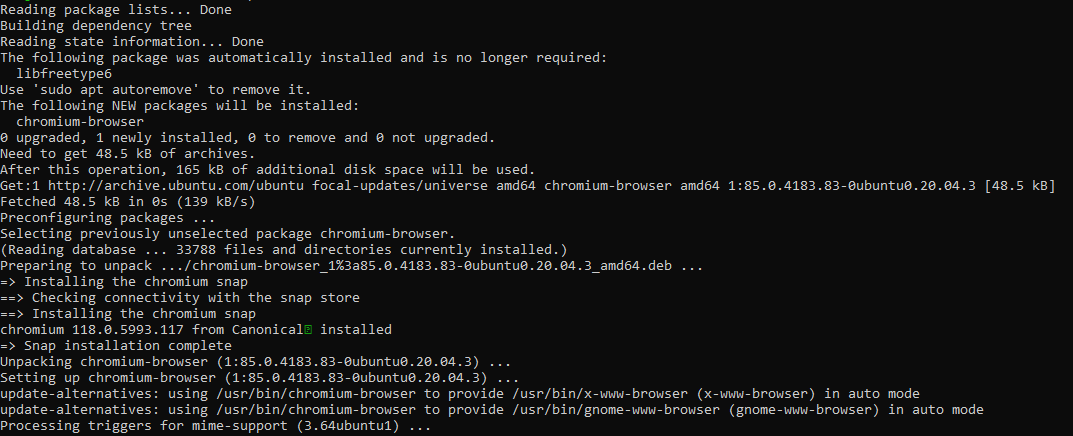 Reading package lists... Done
Building dependency tree
Reading state information... Done
The following package was automatically installed and is no longer required:
  libfreetype6
Use 'sudo apt autoremove' to remove it.
The following NEW packages will be installed:
  chromium-browser
0 upgraded, 1 newly installed, 0 to remove and 0 not upgraded.
Need to get 48.5 kB of archives.
After this operation, 165 kB of additional disk space will be used.
Get:1 http://archive.ubuntu.com/ubuntu focal-updates/universe amd64 chromium-browser amd64 1:85.0.4183.83-0ubuntu0.20.04.3 [48.5 kB]
Fetched 48.5 kB in 0s (139 kB/s)
Preconfiguring packages ...
Selecting previously unselected package chromium-browser.
(Reading database ... 33788 files and directories currently installed.)
Preparing to unpack .../chromium-browser_1%3a85.0.4183.83-0ubuntu0.20.04.3_amd64.deb ...
=> Installing the chromium snap
==> Checking connectivity with the snap store
==> Installing the chromium snap
chromium 118.0.5993.117 from Canonical installed
=> Snap installation complete
Unpacking chromium-browser (1:85.0.4183.83-0ubuntu0.20.04.3) ...
Setting up chromium-browser (1:85.0.4183.83-0ubuntu0.20.04.3) ...
update-alternatives: using /usr/bin/chromium-browser to provide /usr/bin/x-www-browser (x-www-browser) in auto mode
update-alternatives: using /usr/bin/chromium-browser to provide /usr/bin/gnome-www-browser (gnome-www-browser) in auto mode
Processing triggers for mime-support (3.64ubuntu1) ...